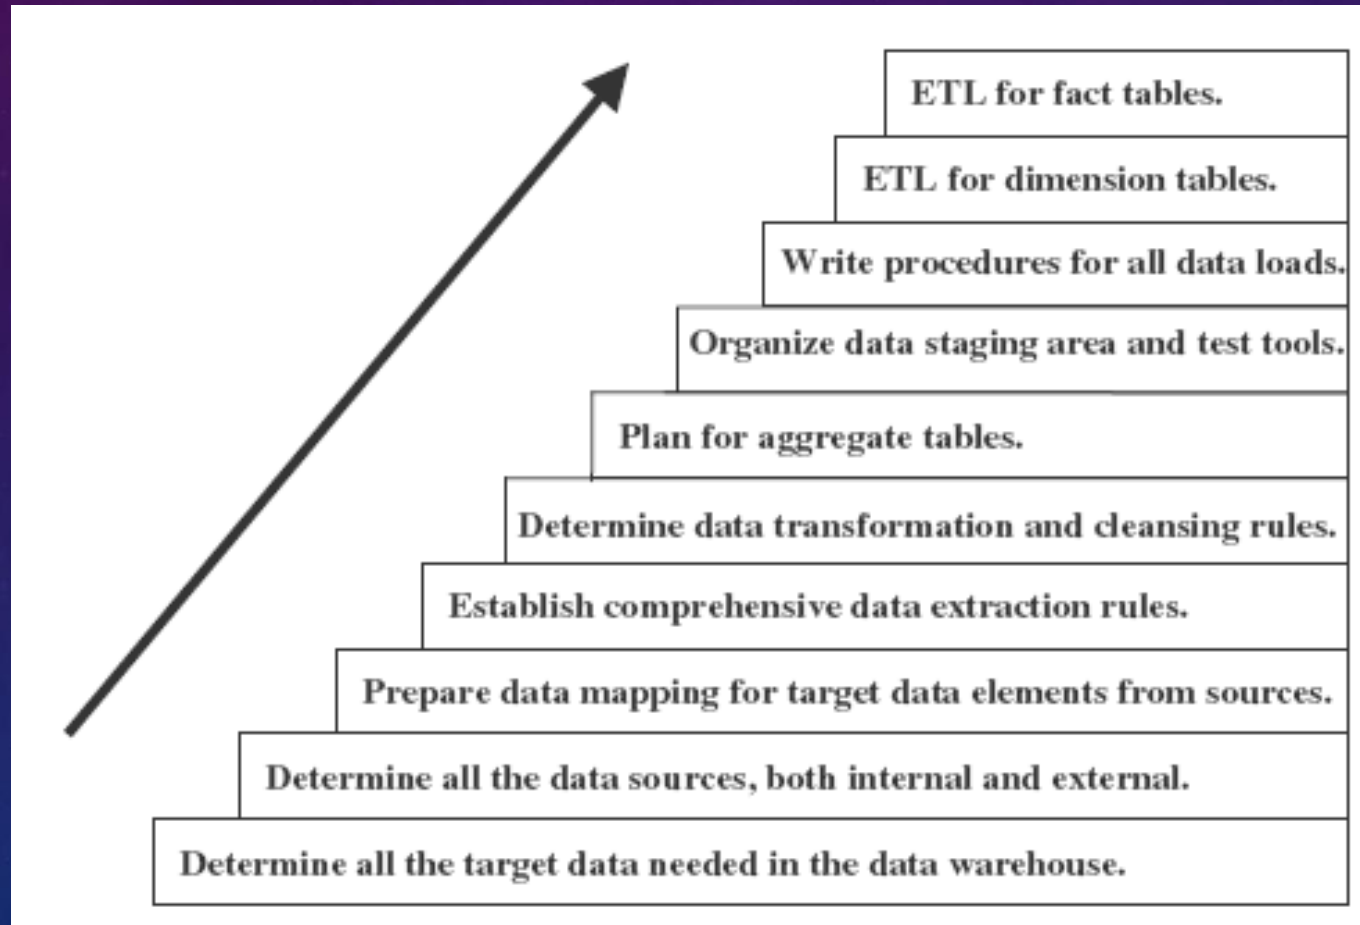 ETL for fact tables.
ETL for dimension tables.
Write procedures for all data loads.
Organize data staging area and test tools.
Plan for aggregate tables.
Determine data transformation and cleansing rules.
Establish comprehensive data extraction rules.
Prepare data mapping for target data elements from sources.
Determine all the data sources, both internal and external.
Determine all the target data needed in the data warehouse.